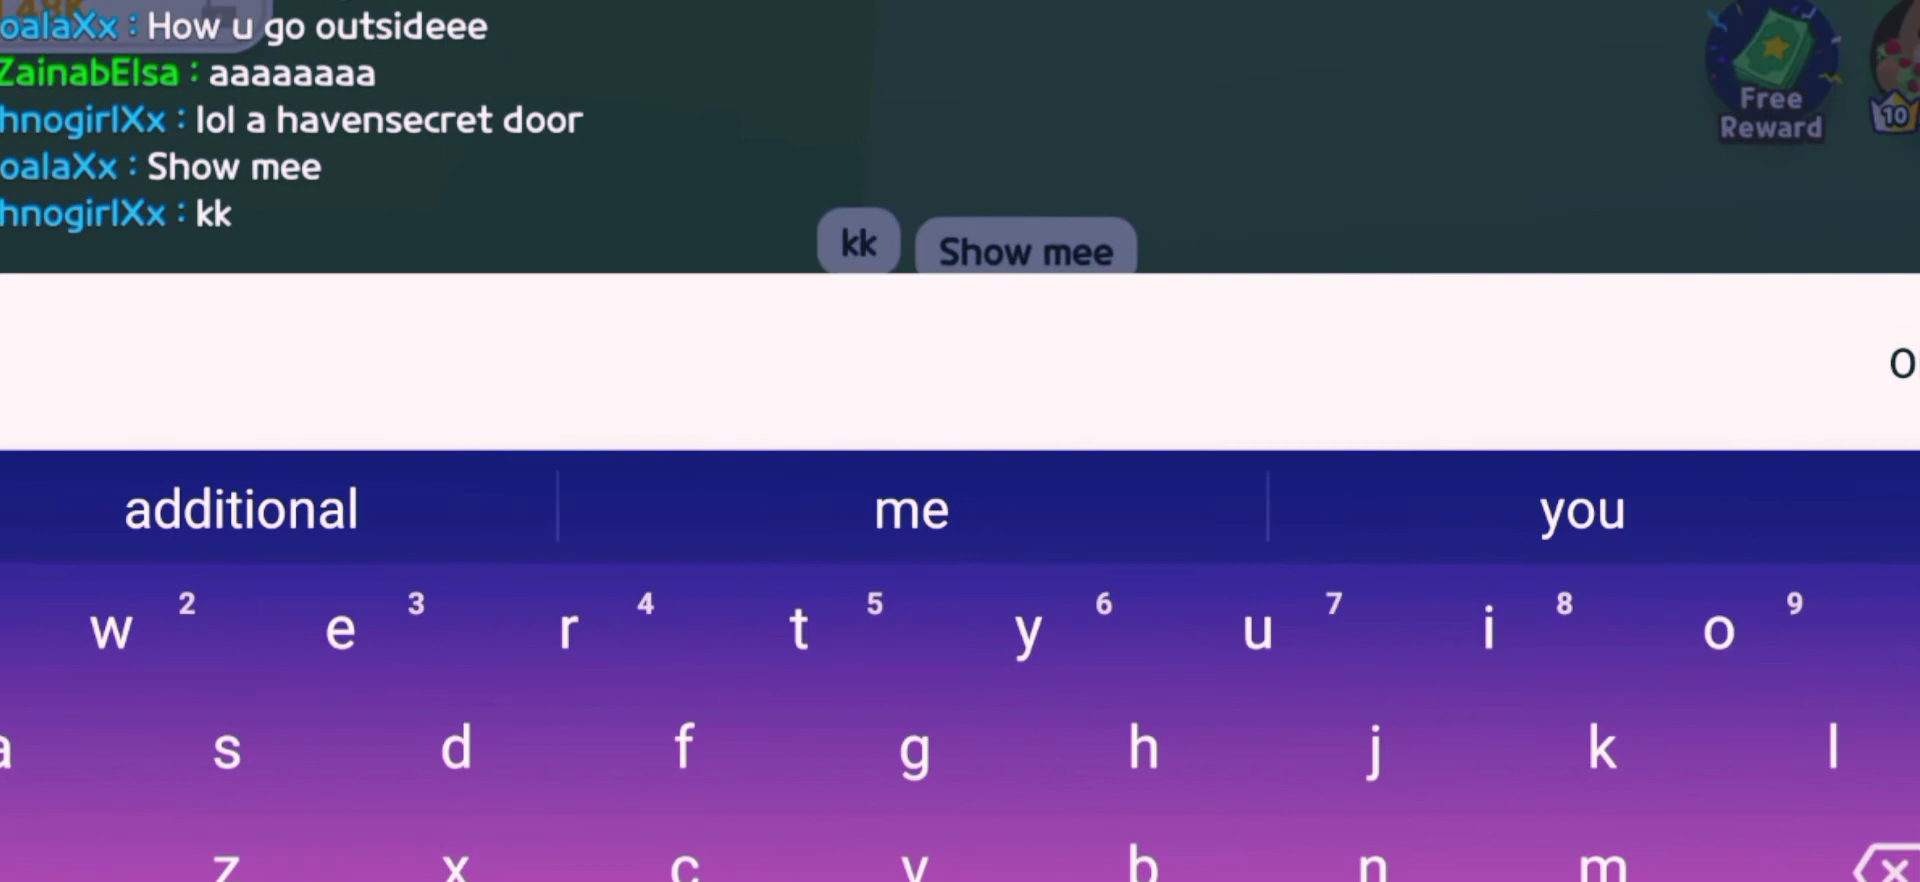 oalaXx : How u go outsideee
ZainabElsa : aaaaaaaa
hnogirlXx : lol a havensecret door
oalaXx : Show mee
hnogirlXx : kk
Free
Reward
10
kk
Show mee
additional me you
w 2 e 3 r 4 t 5 y 6 u 7 i 8 o 9
a s d f g h j k l
z x c v b n m